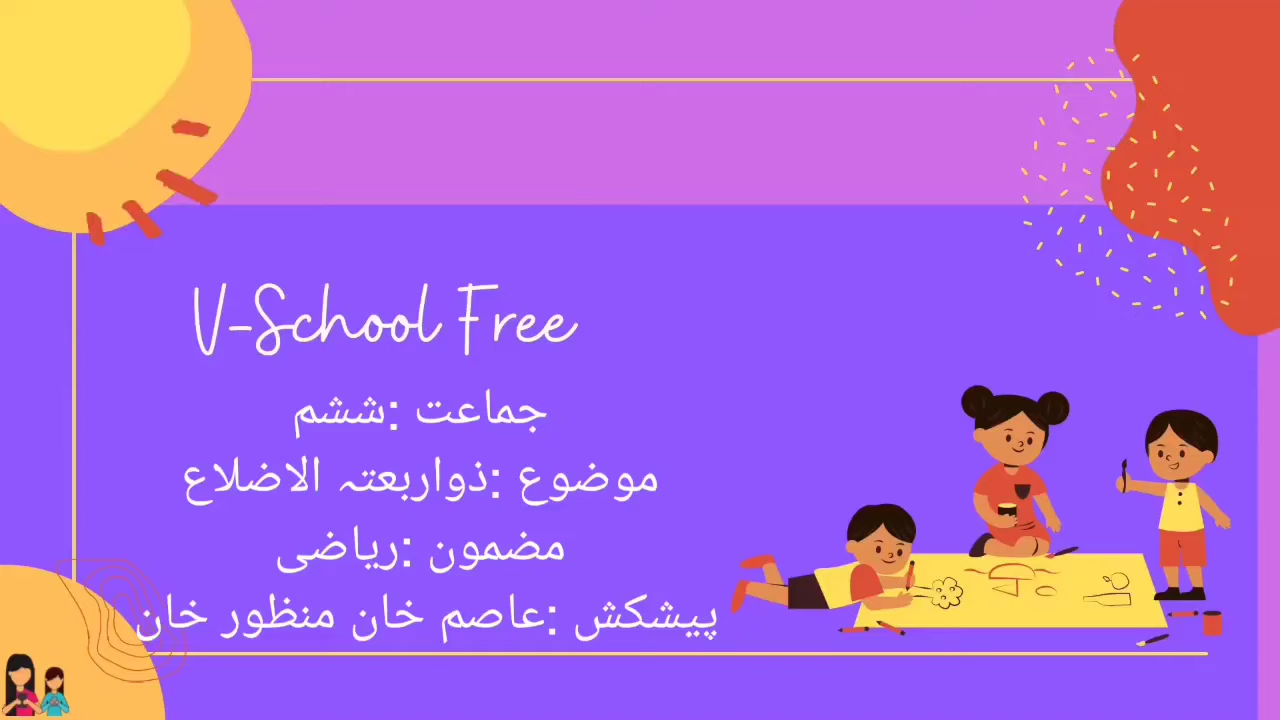 V-School Free
جماعت :ششم
موضوع :ذواربعتہ الاضلاع
مضمون :ریاضی
پیشکش :عاصم خان منظور خان